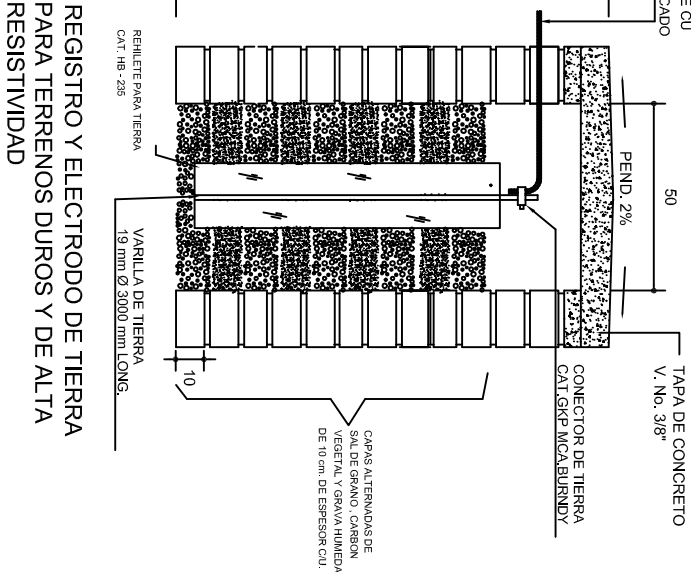 E CU
CADO
50
PEND. 2%
TAPA DE CONCRETO
V. No. 3/8"
CONECTOR DE TIERRA
CAT.GKP MCA.BURNDY
REHILETE PARA TIERRA
CAT. HB - 235
VARILLA DE TIERRA
19 mm Ø 3000 mm LONG.
10
CAPAS ALTERNADAS DE
SAL DE GRANO , CARBON
VEGETAL Y GRAVA HUMEDA
DE 10 cm. DE ESPESOR C/U.
REGISTRO Y ELECTRODO DE TIERRA
PARA TERRENOS DUROS Y DE ALTA
RESISTIVIDAD